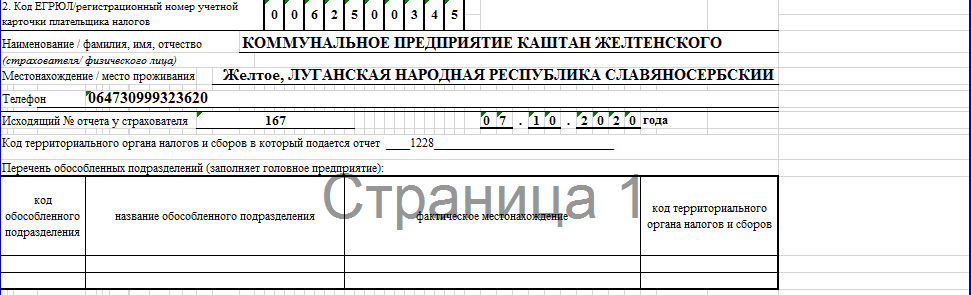 2. Код ЕГРЮЛ/регистрационный номер учетной
карточки плательщика налогов
0 0 6 2 5 0 0 3 4 5
Наименование / фамилия, имя, отчество КОММУНАЛЬНОЕ ПРЕДПРИЯТИЕ КАШТАН ЖЕЛТЕНСКОГО
(страхователя/ физического лица)
Местонахождение / место проживания Желтое, ЛУГАНСКАЯ НАРОДНАЯ РЕСПУБЛИКА СЛАВЯНОСЕРБСКИИ
Телефон 064730999323620
Исходящий № отчета у страхователя 167 0 7 . 1 0 . 2 0 2 0 года
Код территориального органа налогов и сборов в который подается отчет ____1228____
Перечень обособленных подразделений (заполняет головное предприятие):
Страница 1
код
обособленного
подразделения
название обособленного подразделения
фактическое местонахождение
код территориального
органа налогов и сборов